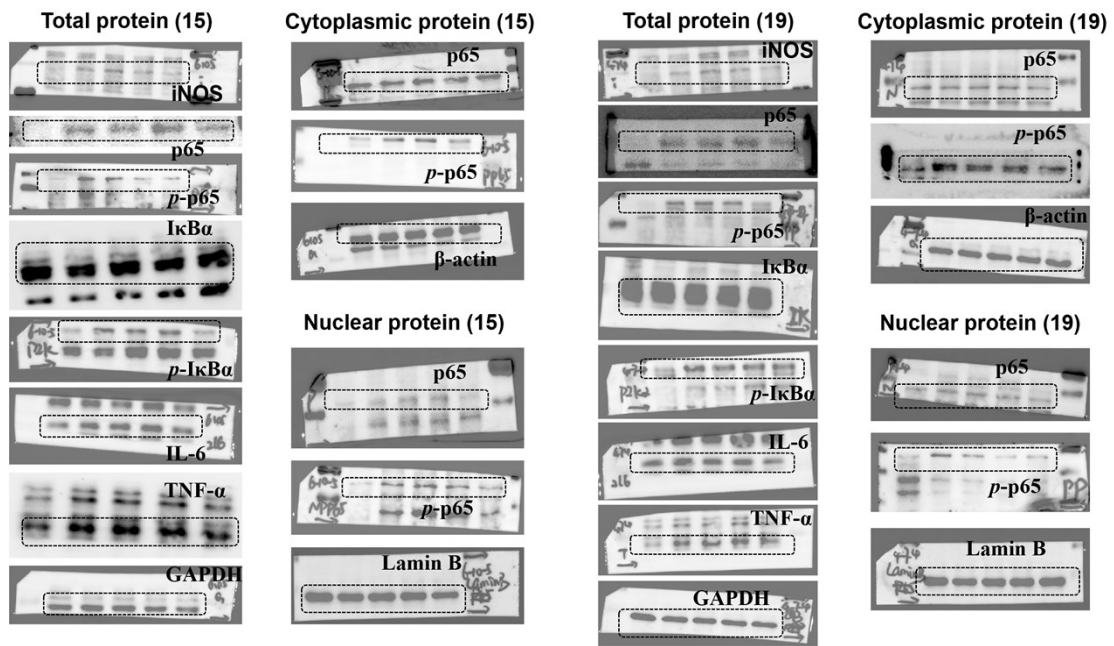 Total protein (15)
iNOS
p65
p-p65
IκBα
p-IκBα
IL-6
TNF-α
GAPDH
Cytoplasmic protein (15)
p65
p-p65
β-actin
Nuclear protein (15)
p65
p-p65
Lamin B
Total protein (19)
iNOS
p65
p-p65
IκBα
p-IκBα
IL-6
TNF-α
GAPDH
Cytoplasmic protein (19)
p65
p-p65
β-actin
Nuclear protein (19)
p65
p-p65
Lamin B